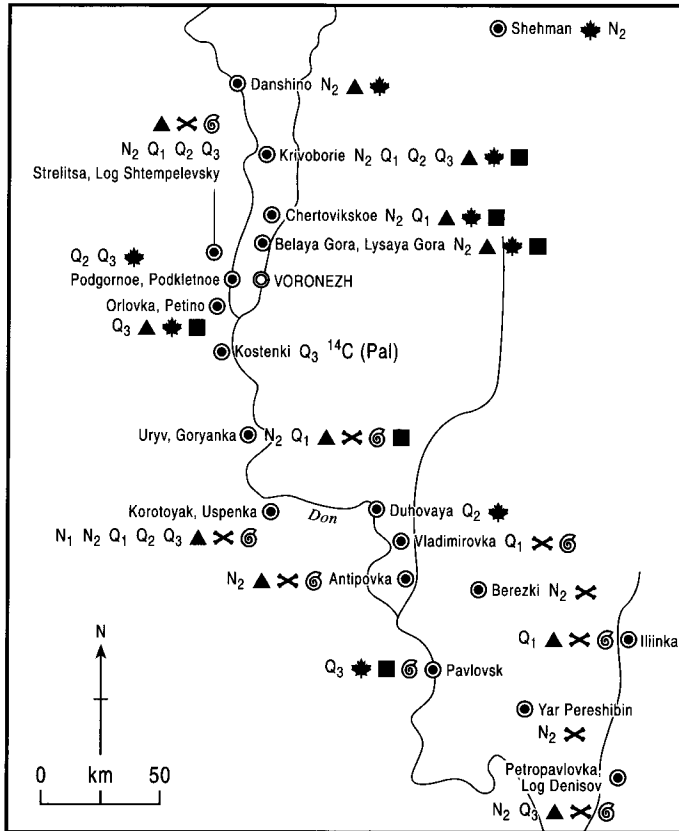 Shehman N₂
Danshino N₂
N₂ Q₁ Q₂ Q₃
Strelitsa, Log Shtempelevsky
Krivoborie N₂ Q₁ Q₂ Q₃
Chertovikskoe N₂ Q₁
Belaya Gora, Lysaya Gora N₂
Q₂ Q₃
Podgornoe, Podkletnoe
VORONEZH
Orlovka, Petino
Q₃
Kostenki Q₃ ¹⁴C (Pal)
Uryv, Goryanka N₂ Q₁
Korotoyak, Uspenka
N₁ N₂ Q₁ Q₂ Q₃
Don
Duhovaya Q₂
Vladimirovka Q₁
N₂ Antipovka
Berezki N₂
Q₁ Iliinka
Q₃ Pavlovsk
Yar Pereshibin
N₂
Petropavlovka,
Log Denisov
N₂ Q₃
N
0 km 50